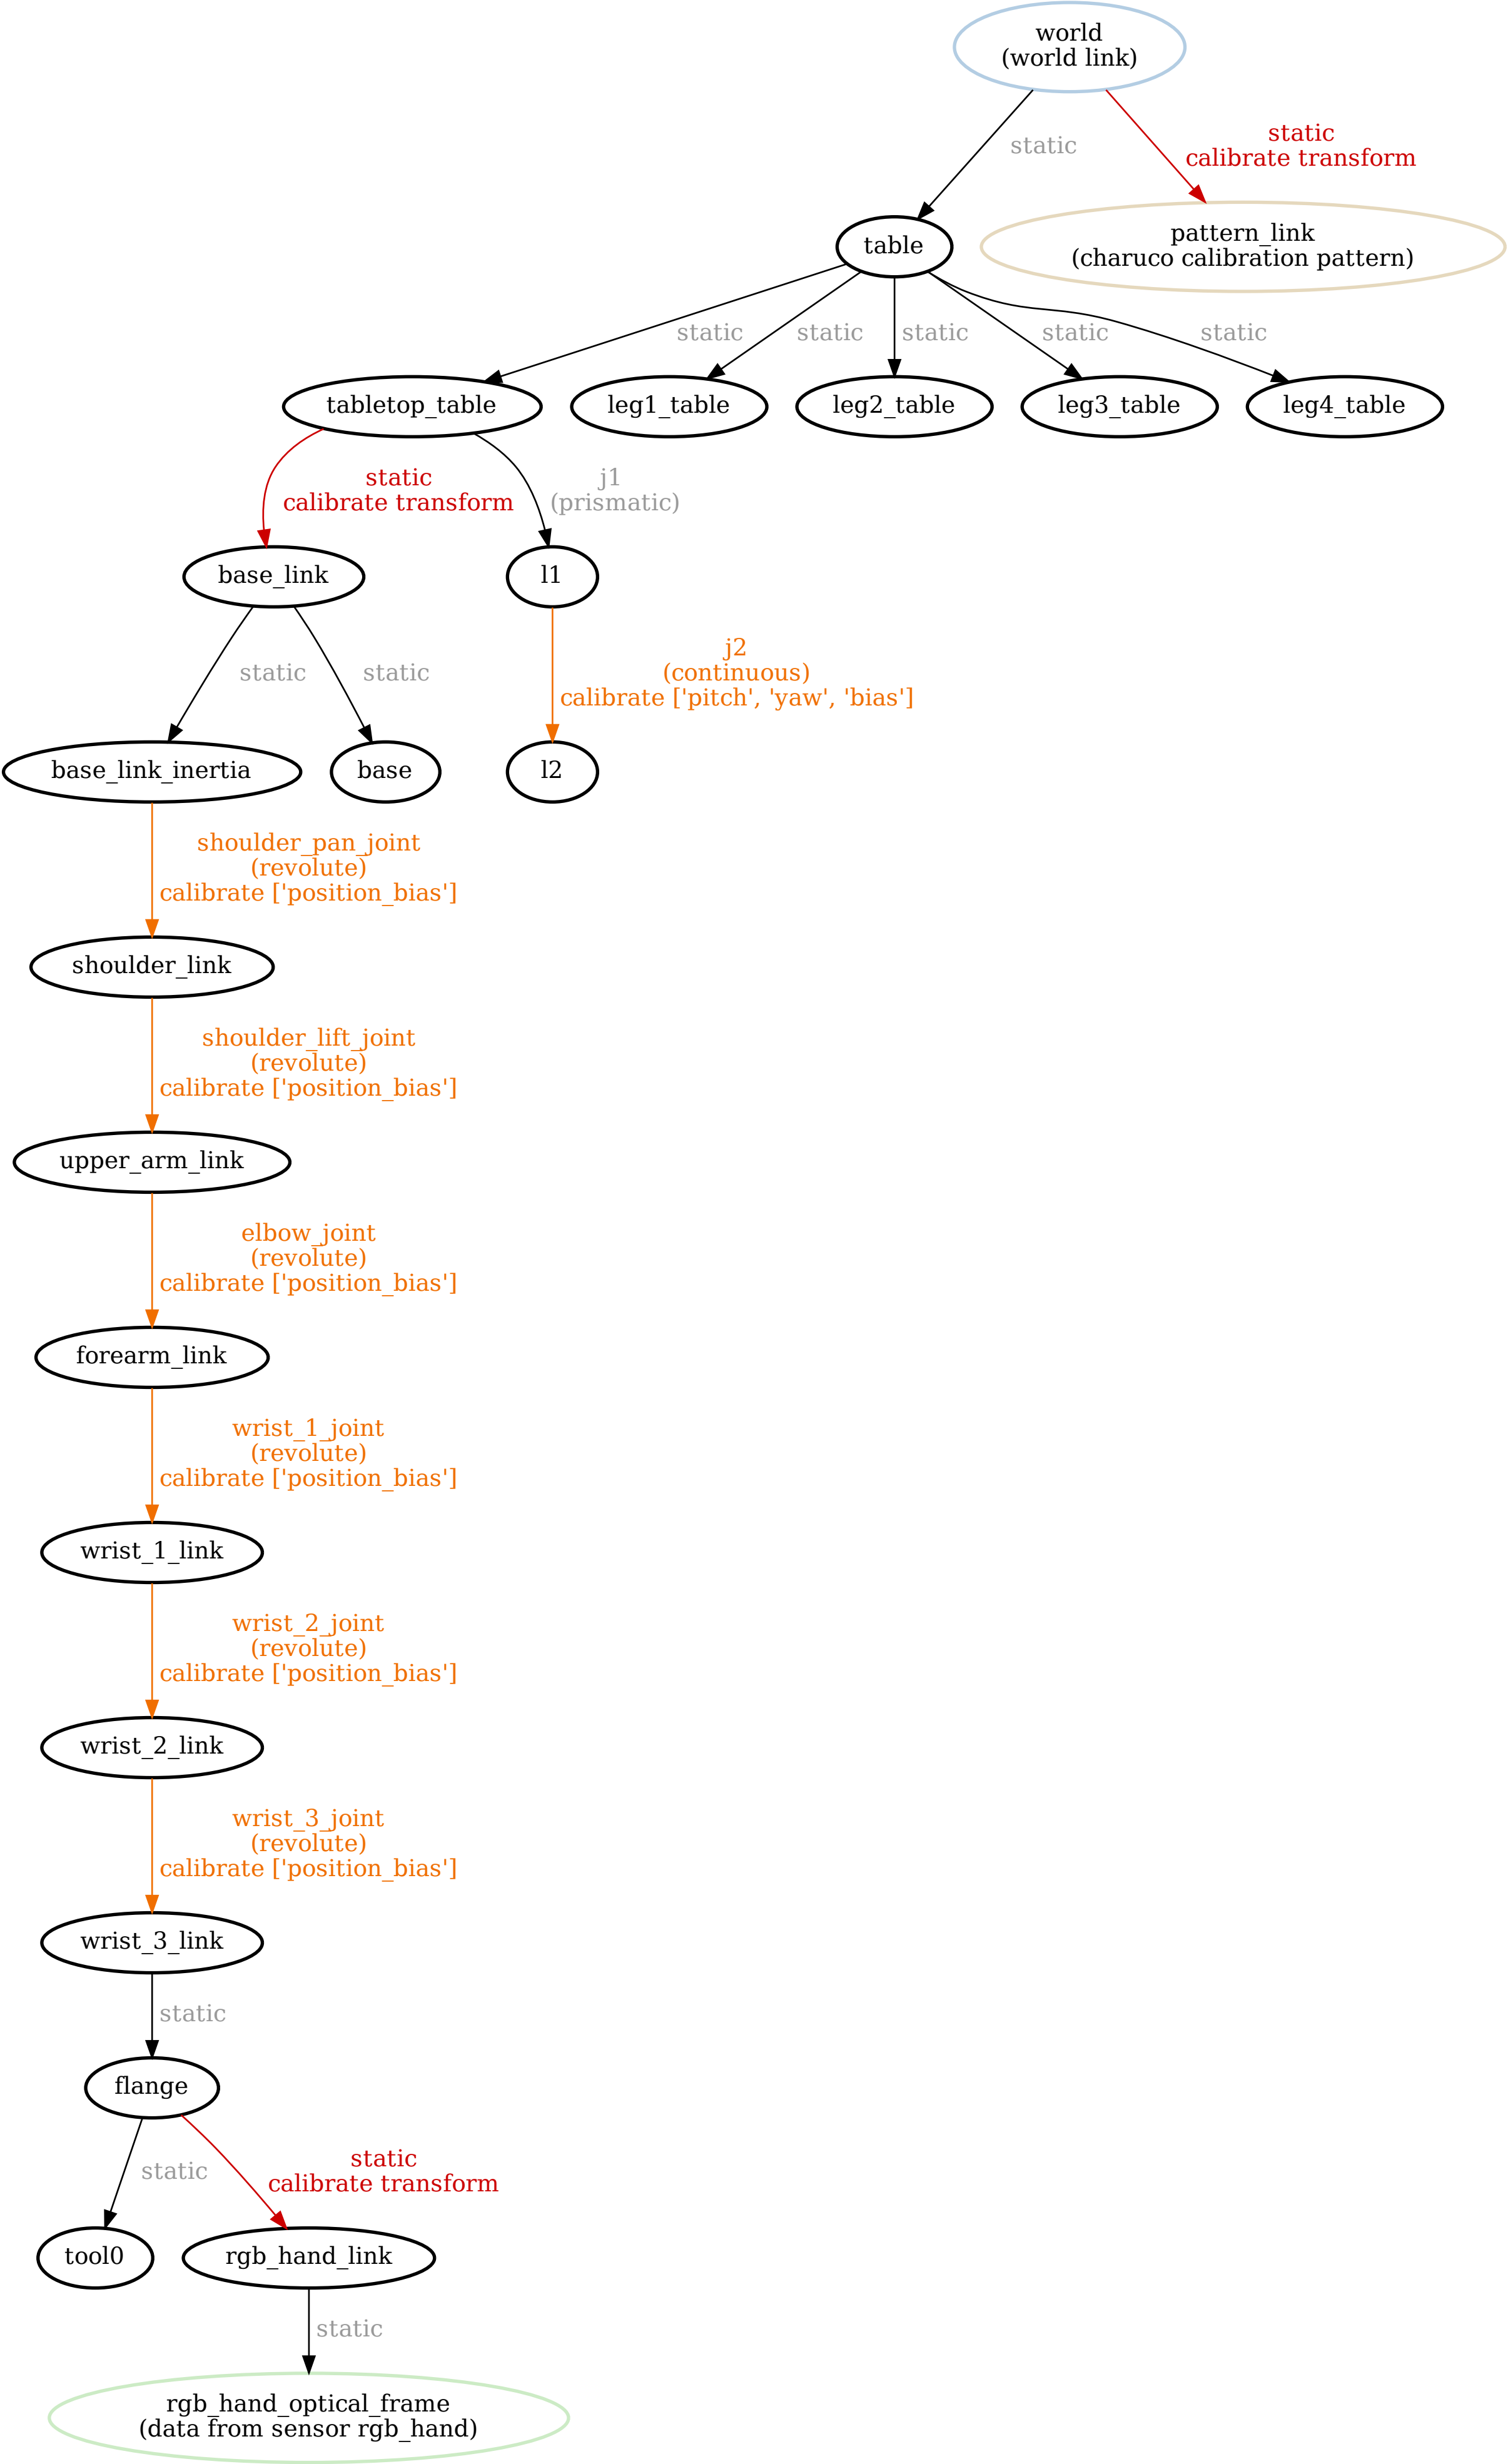 world
(world link)
static
static
calibrate transform
table
pattern_link
(charuco calibration pattern)
static
static
static
static
static
tabletop_table
leg1_table
leg2_table
leg3_table
leg4_table
static
calibrate transform
j1
(prismatic)
base_link
l1
static
static
j2
(continuous)
calibrate ['pitch', 'yaw', 'bias']
base_link_inertia
base
l2
shoulder_pan_joint
(revolute)
calibrate ['position_bias']
shoulder_link
shoulder_lift_joint
(revolute)
calibrate ['position_bias']
upper_arm_link
elbow_joint
(revolute)
calibrate ['position_bias']
forearm_link
wrist_1_joint
(revolute)
calibrate ['position_bias']
wrist_1_link
wrist_2_joint
(revolute)
calibrate ['position_bias']
wrist_2_link
wrist_3_joint
(revolute)
calibrate ['position_bias']
wrist_3_link
static
flange
static
static
calibrate transform
tool0
rgb_hand_link
static
rgb_hand_optical_frame
(data from sensor rgb_hand)